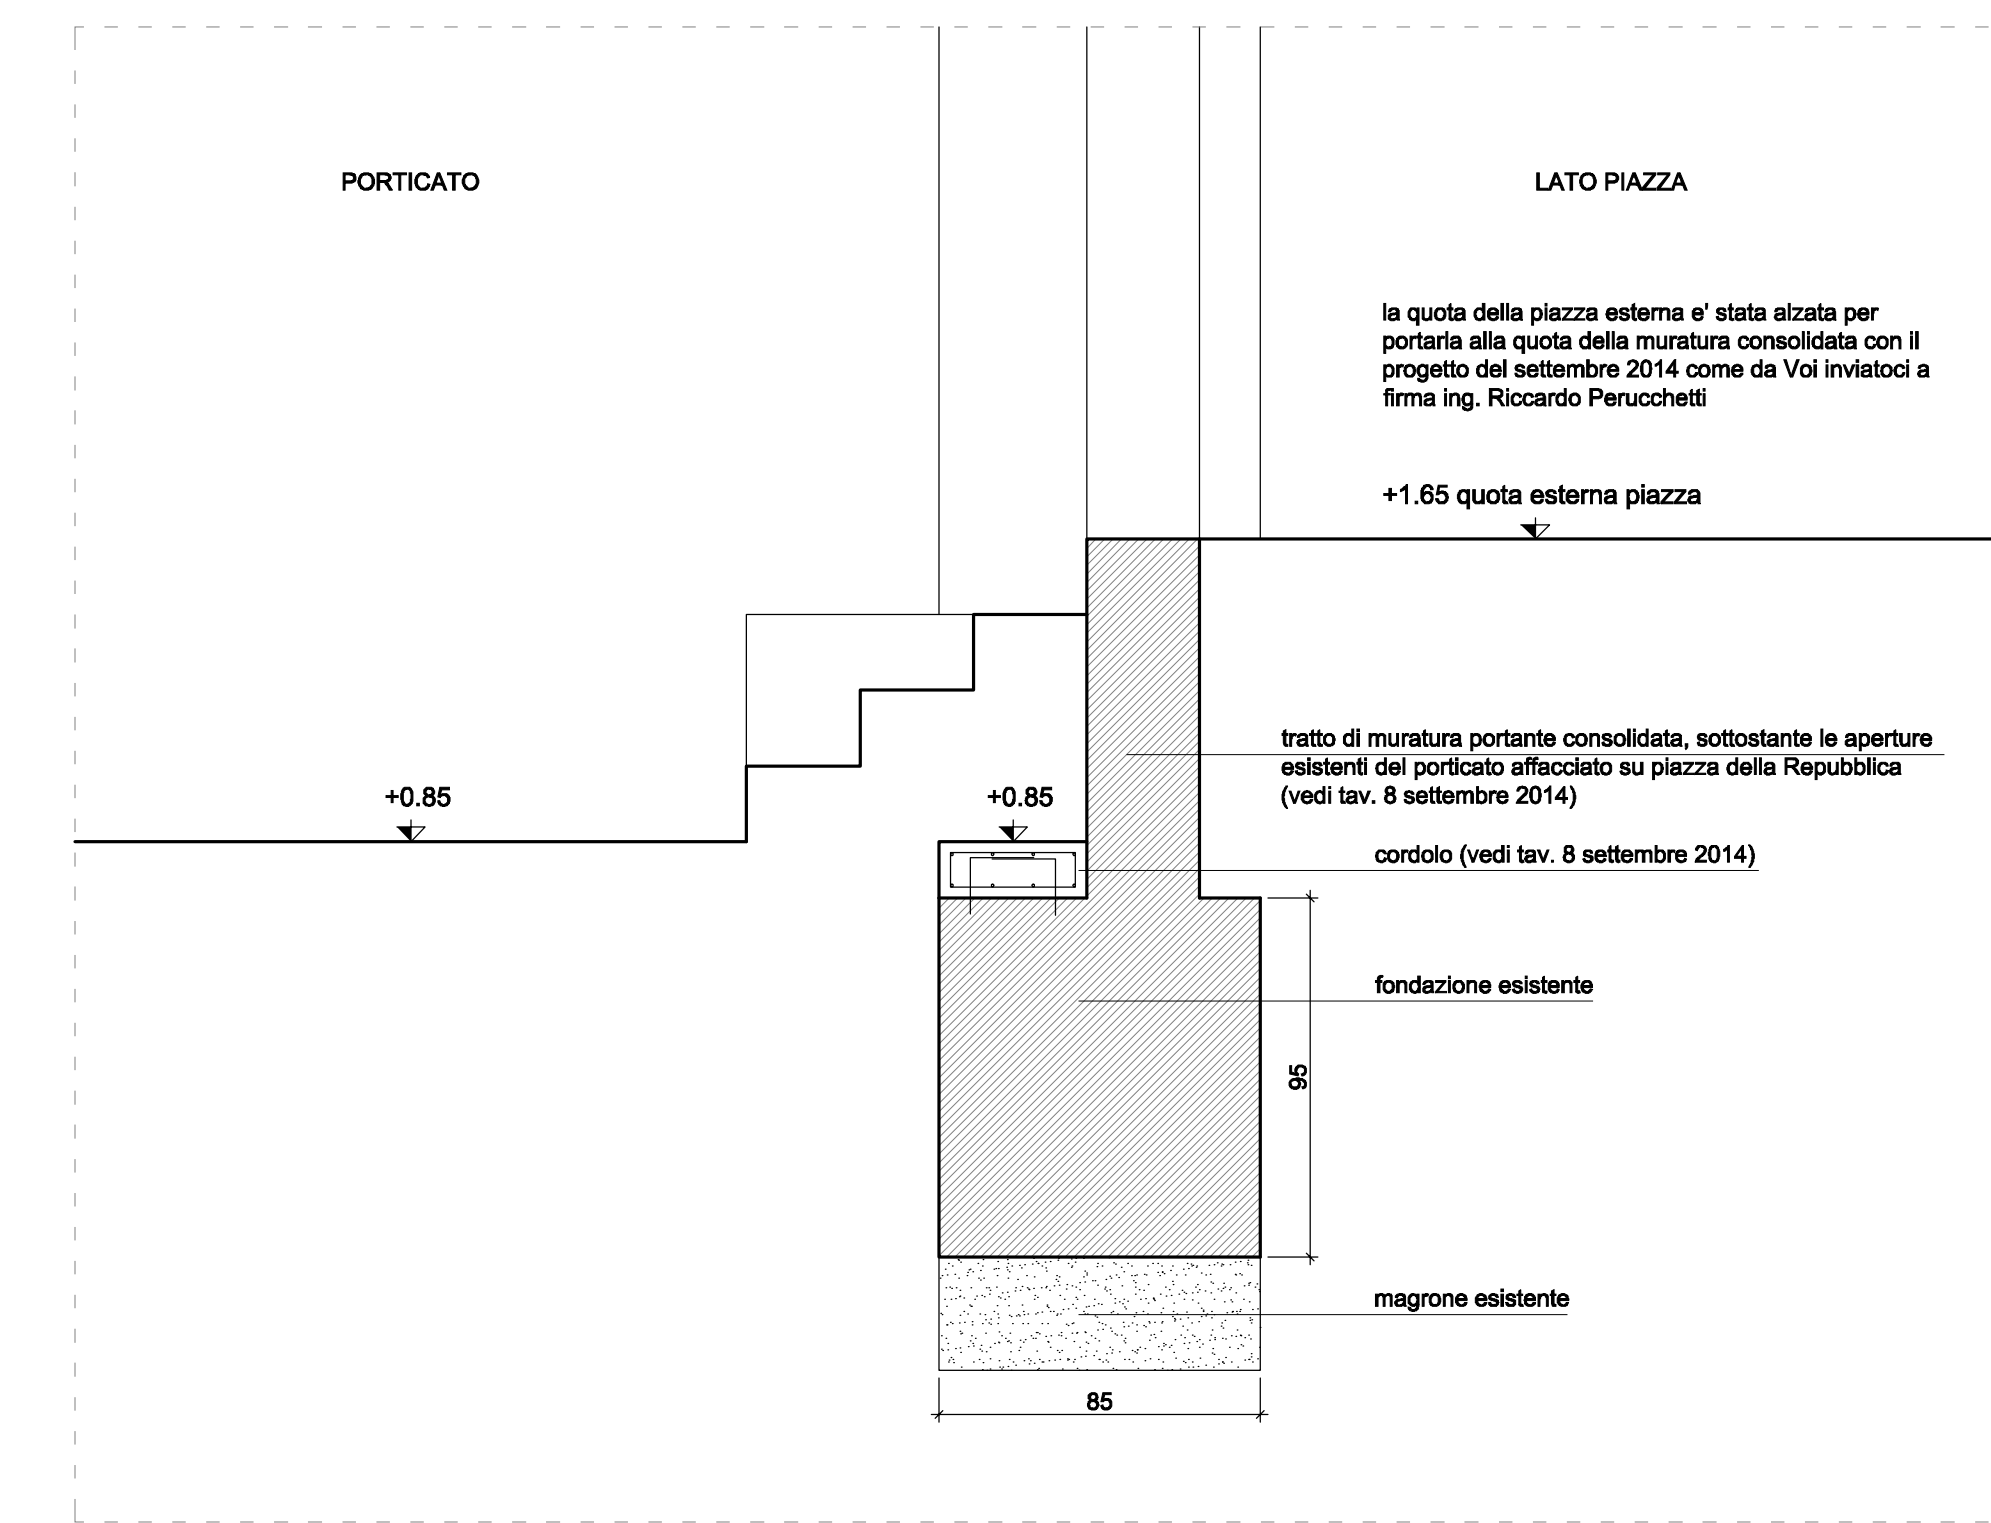 PORTICATO
LATO PIAZZA
la quota della piazza esterna e' stata alzata per
portarla alla quota della muratura consolidata con il
progetto del settembre 2014 come da Voi inviatoci a
firma ing. Riccardo Perucchetti
+1.65 quota esterna piazza
tratto di muratura portante consolidata, sottostante le aperture
esistenti del porticato affacciato su piazza della Repubblica
(vedi tav. 8 settembre 2014)
+0.85
+0.85
cordolo (vedi tav. 8 settembre 2014)
fondazione esistente
95
magrone esistente
85